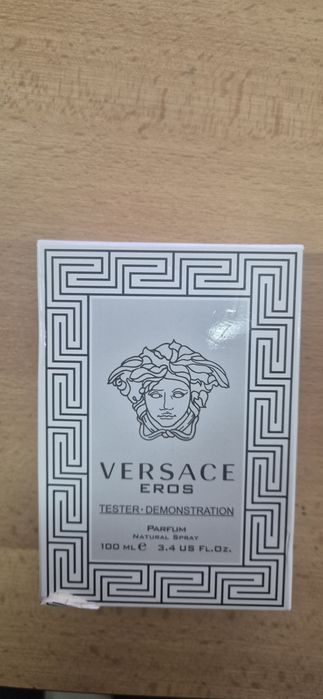 VERSACE
EROS
TESTER - DEMONSTRATION
PARFUM
NATURAL SPRAY
100 ML ℮ 3.4 US FL.OZ.